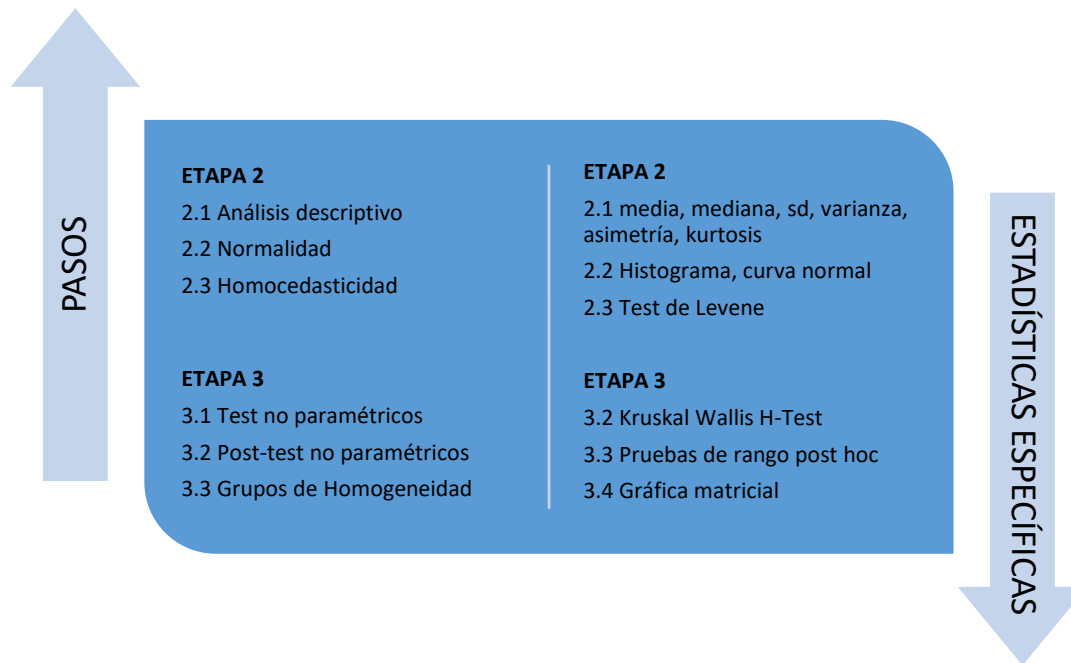 PASOS
ETAPA 2
2.1 Análisis descriptivo
2.2 Normalidad
2.3 Homocedasticidad
ETAPA 3
3.1 Test no paramétricos
3.2 Post-test no paramétricos
3.3 Grupos de Homogeneidad
ETAPA 2
2.1 media, mediana, sd, varianza,
asimetría, kurtosis
2.2 Histograma, curva normal
2.3 Test de Levene
ETAPA 3
3.2 Kruskal Wallis H-Test
3.3 Pruebas de rango post hoc
3.4 Gráfica matricial
ESTADÍSTICAS ESPECÍFICAS